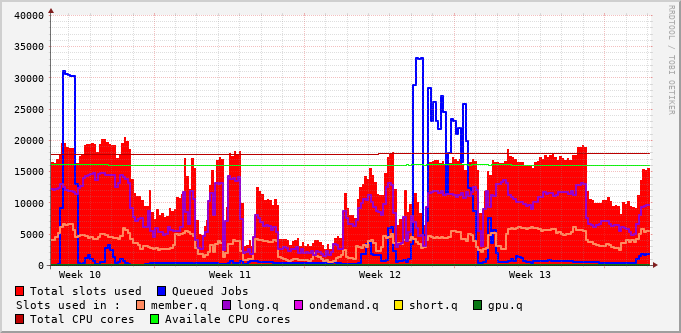 40000
35000
30000
25000
20000
15000
10000
5000
0
Week 10 Week 11 Week 12 Week 13
RRDTOOL / TOBI OETIKER
Total slots used Queued Jobs
Slots used in : member.q long.q ondemand.q short.q gpu.q
Total CPU cores Availale CPU cores